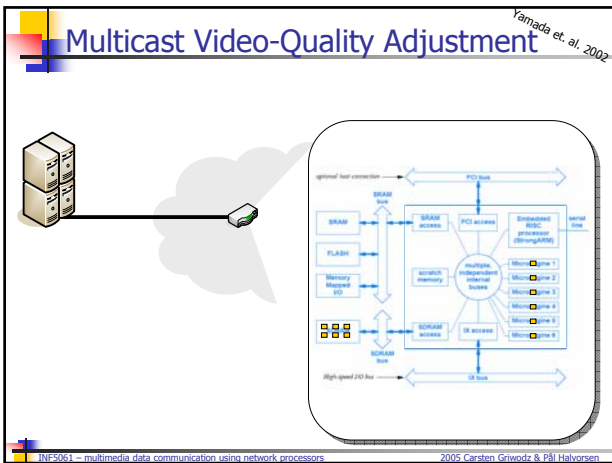 Yamada et. al. 2002
Multicast Video-Quality Adjustment
optional host connection
PCI bus
SRAM
bus
SRAM
FLASH
Memory
Mapped
I/O
SRAM
access
PCI access
Embedded
RISC
processor
(StrongARM)
serial
line
scratch
memory
multiple,
independent
internal
buses
Microengine 1
Microengine 2
Microengine 3
Microengine 4
Microengine 5
Microengine 6
SDRAM
access
IX access
SDRAM
bus
High speed I/O bus
IX bus
INF5061 – multimedia data communication using network processors
2005 Carsten Griwodz & Pål Halvorsen